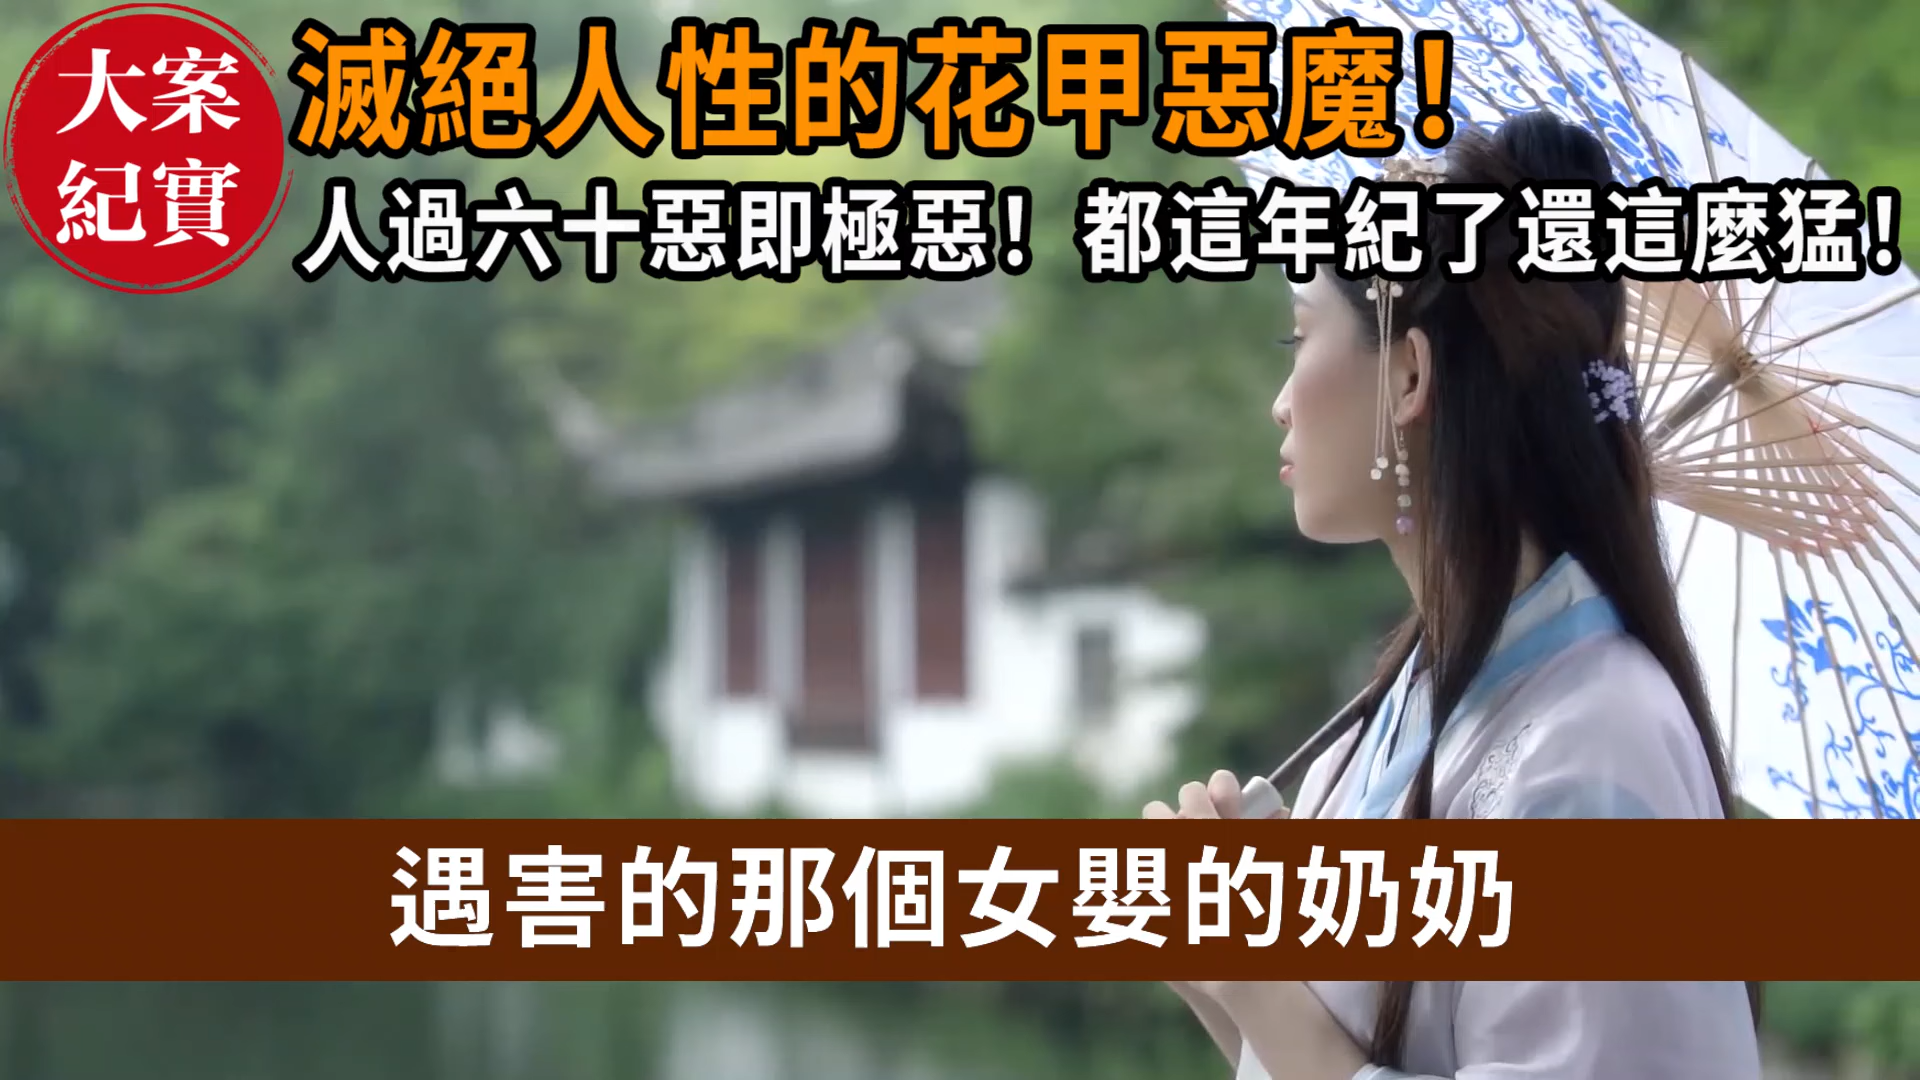 大案
紀實
滅絕人性的花甲惡魔！
人過六十惡即極惡！都這年紀了還這麼猛！
遇害的那個女嬰的奶奶